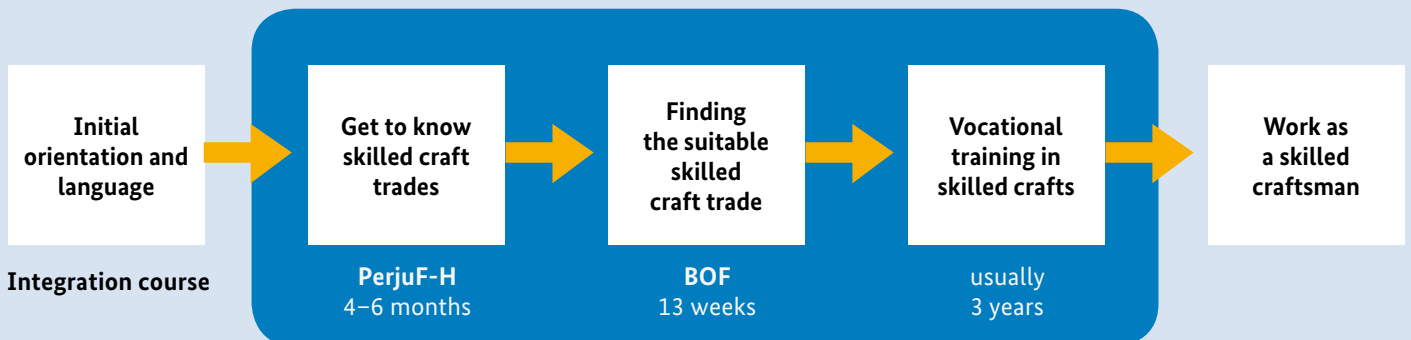 Initial
orientation and
language
Integration course
Get to know
skilled craft
trades
PerjuF-H
4–6 months
Finding
the suitable
skilled
craft trade
BOF
13 weeks
Vocational
training in
skilled crafts
usually
3 years
Work as
a skilled
craftsman